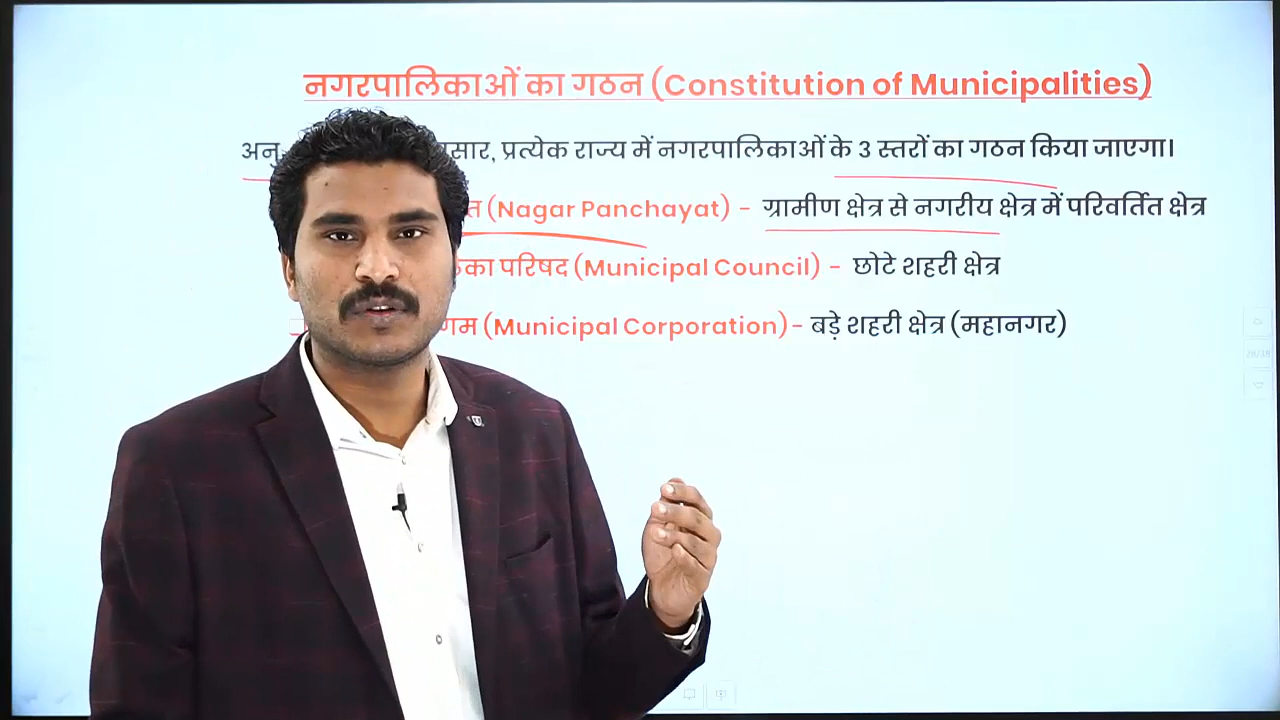 नगरपालिकाओं का गठन (Constitution of Municipalities)
प्रत्येक राज्य में नगरपालिकाओं के 3 स्तरों का गठन किया जाएगा।
(Nagar Panchayat) - ग्रामीण क्षेत्र से नगरीय क्षेत्र में परिवर्तित क्षेत्र
परिषद (Municipal Council) - छोटे शहरी क्षेत्र
(Municipal Corporation)- बड़े शहरी क्षेत्र (महानगर)